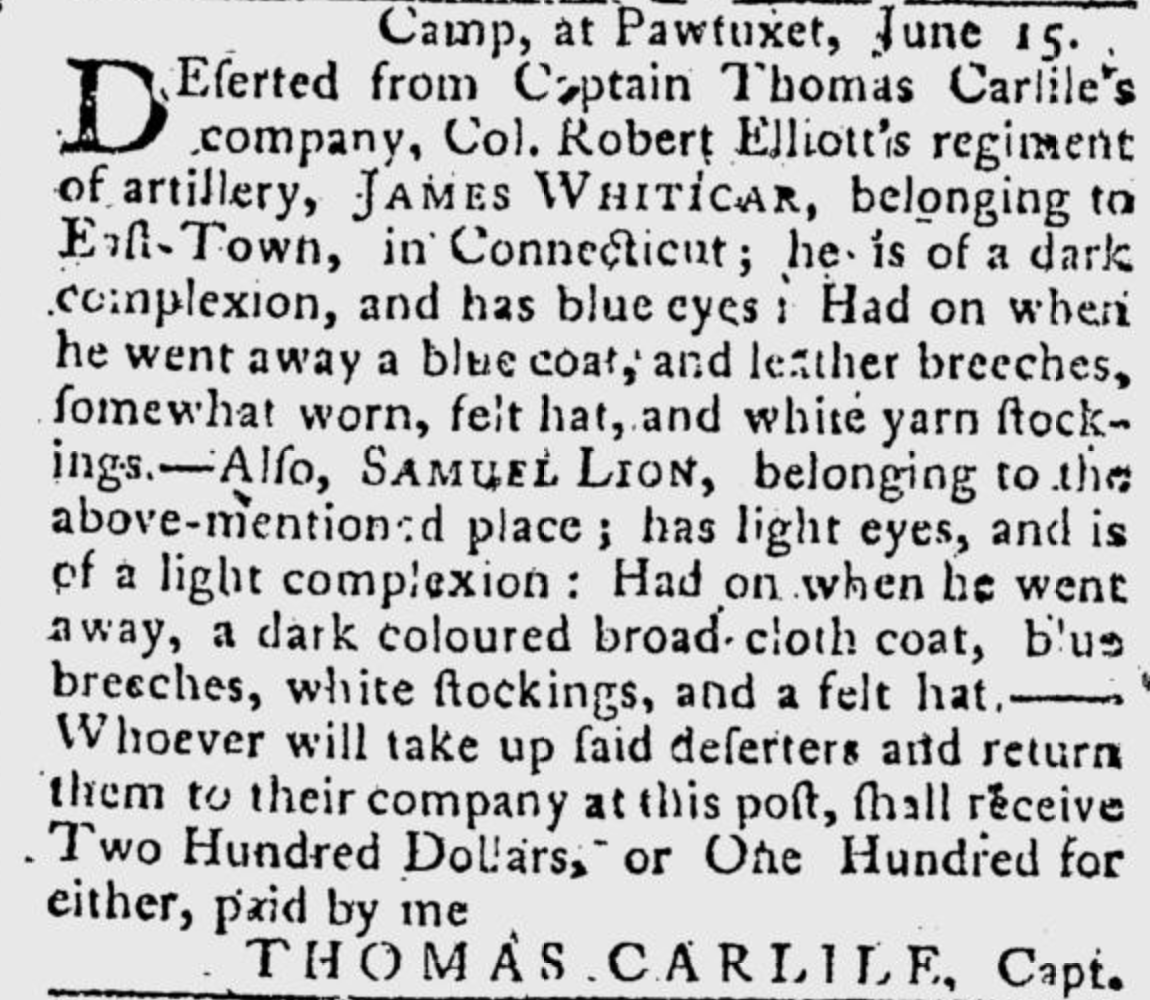 Camp, at Pawtuxet, June 15.
DEſerted from Captain Thomas Carlile's
company, Col. Robert Elliott's regiment
of artillery, JAMES WHITICAR, belonging to
Eaſt-Town, in Connecticut; he is of a dark
complexion, and has blue eyes: Had on when
he went away a blue coat, and leather breeches,
ſomewhat worn, felt hat, and white yarn ſtock-
ings.—Alſo, SAMUEL LION, belonging to the
above-mentioned place; has light eyes, and is
of a light complexion: Had on when he went
away, a dark coloured broad-cloth coat, blue
breeches, white ſtockings, and a felt hat.——
Whoever will take up ſaid deſerters and return
them to their company at this poſt, ſhall receive
Two Hundred Dollars, or One Hundred for
either, paid by me
THOMAS CARLILE, Capt.